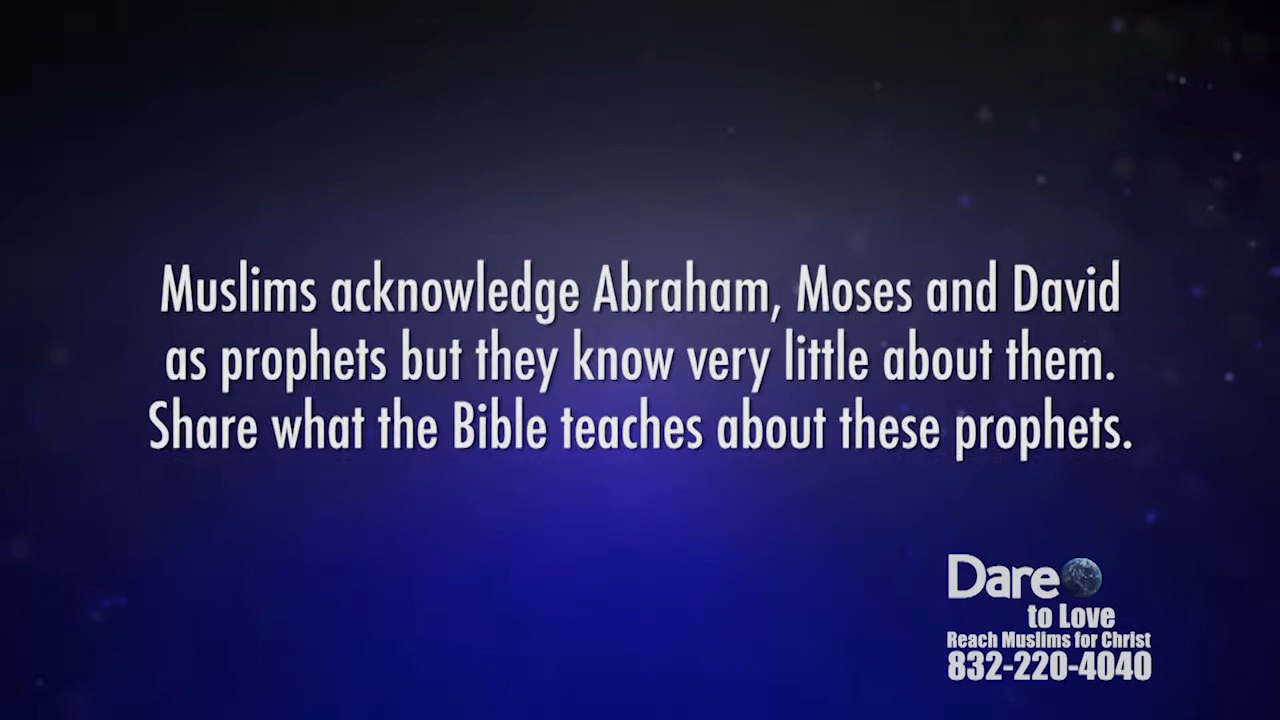 Muslims acknowledge Abraham, Moses and David
as prophets but they know very little about them.
Share what the Bible teaches about these prophets.
Dare
to Love
Reach Muslims for Christ
832-220-4040